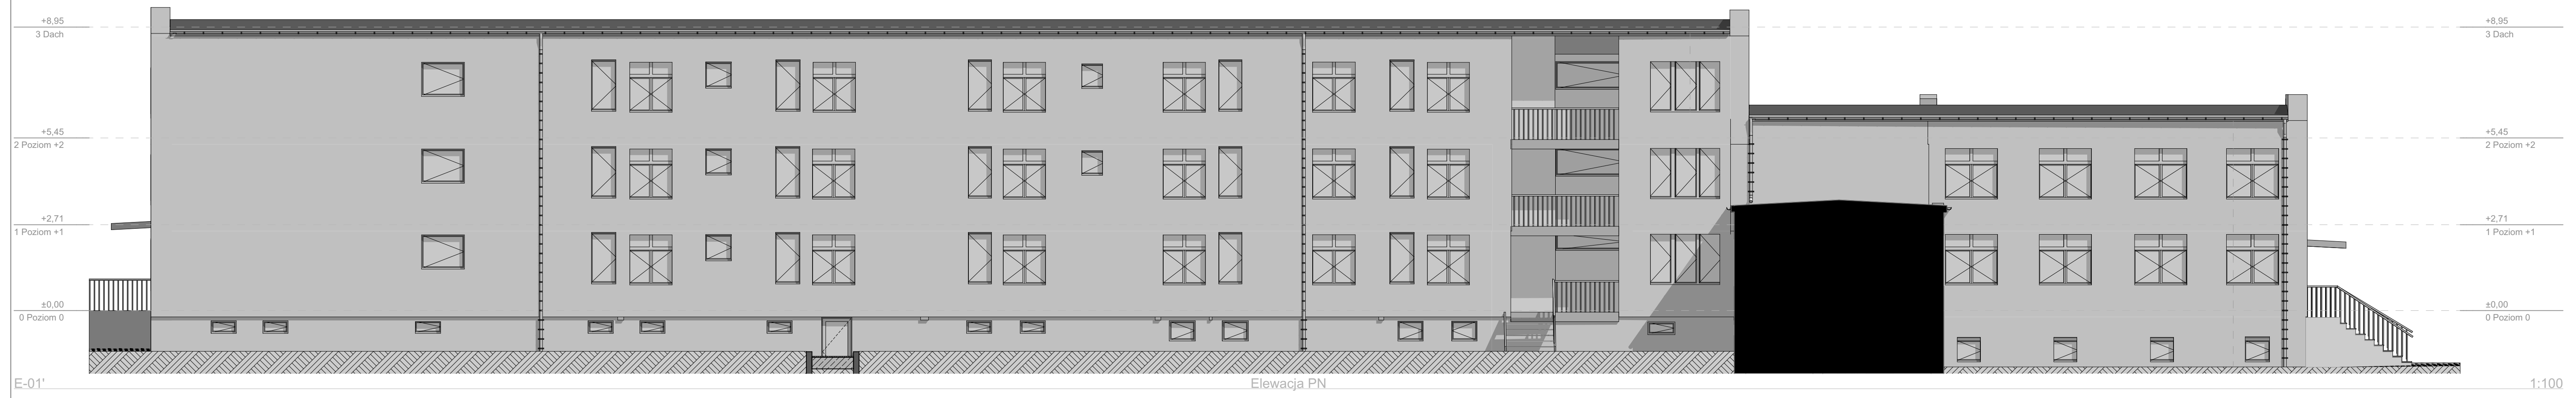 +8,95
3 Dach
+5,45
2 Poziom +2
+2,71
1 Poziom +1
±0,00
0 Poziom 0
+8,95
3 Dach
+5,45
2 Poziom +2
+2,71
1 Poziom +1
±0,00
0 Poziom 0
E-01'
Elewacja PN
1:100